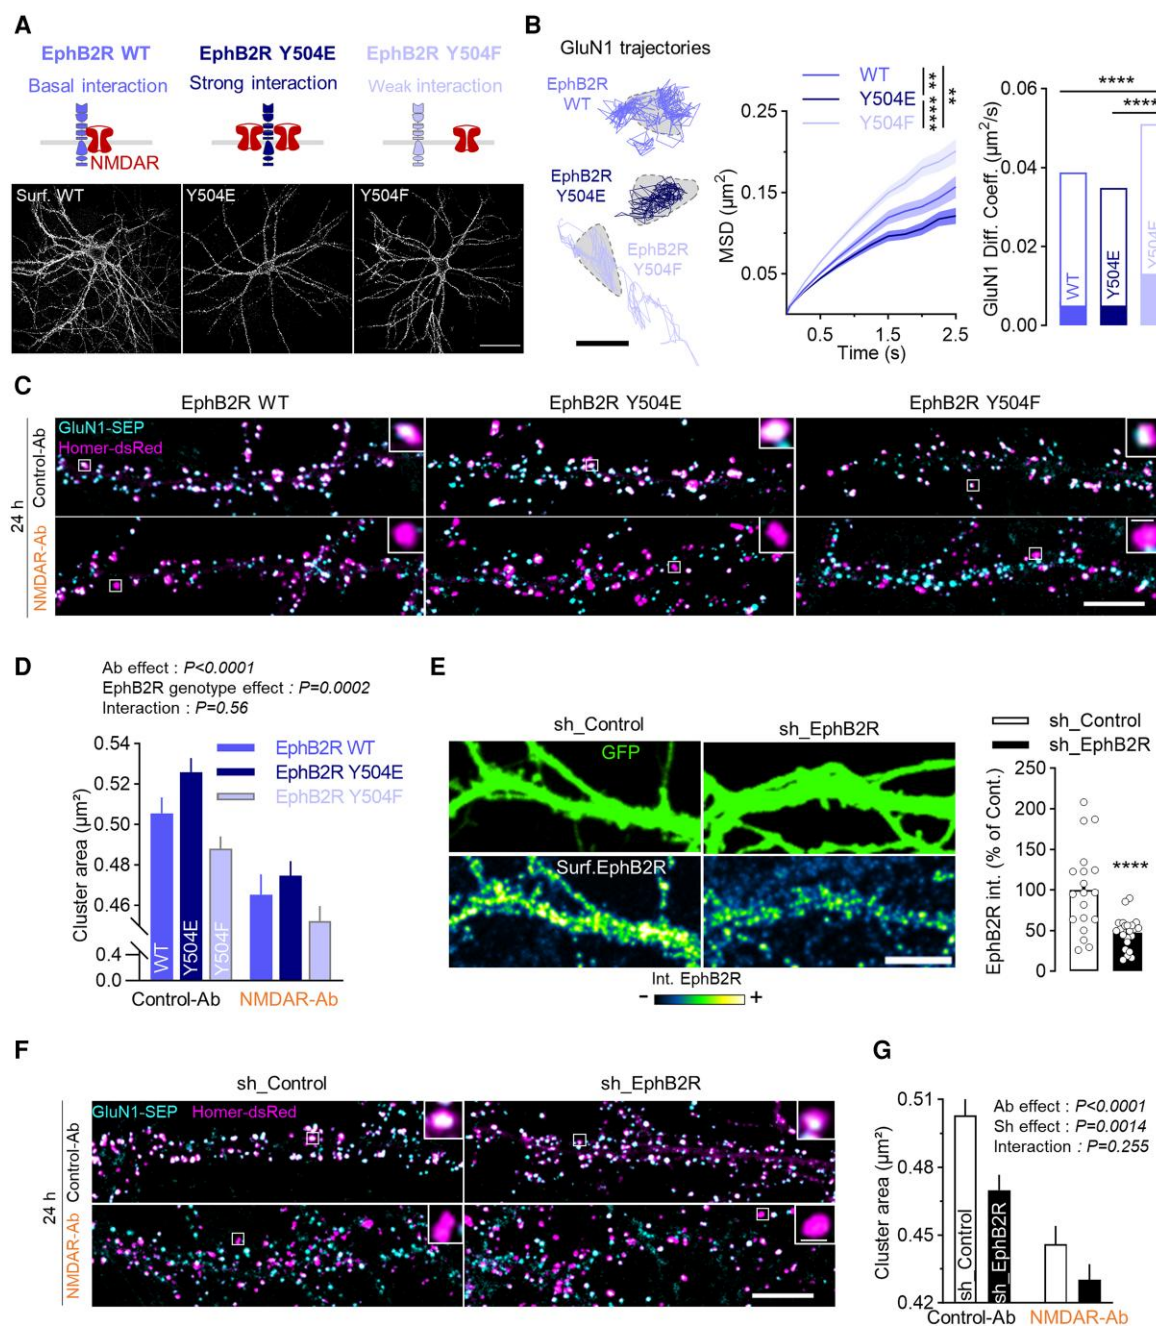 A
EphB2R WT
EphB2R Y504E
EphB2R Y504F
Basal interaction
Strong interaction
Weak interaction
NMDAR
Surf. WT
Y504E
Y504F
B
GluN1 trajectories
EphB2R
WT
EphB2R
Y504E
EphB2R
Y504F
WT
Y504E
Y504F
**
****
**
MSD (µm²)
0.25
0.15
0.05
0.5
1.5
2.5
Time (s)
GluN1 Diff. Coeff. (µm²/s)
0.06
0.04
0.02
0.00
****
****
WT
Y504E
Y504F
C
EphB2R WT
EphB2R Y504E
EphB2R Y504F
24 h
Control-Ab
NMDAR-Ab
GluN1-SEP
Homer-dsRed
D
Ab effect : P<0.0001
EphB2R genotype effect : P=0.0002
Interaction : P=0.56
Cluster area (µm²)
0.54
0.50
0.48
0.46
0.4
0.0
EphB2R WT
EphB2R Y504E
EphB2R Y504F
WT
Y504E
Y504F
Control-Ab
NMDAR-Ab
E
sh_Control
sh_EphB2R
GFP
Surf.EphB2R
Int. EphB2R
-
+
sh_Control
sh_EphB2R
EphB2R int. (% of Cont.)
250
200
150
100
50
0
****
F
sh_Control
sh_EphB2R
24 h
Control-Ab
NMDAR-Ab
GluN1-SEP
Homer-dsRed
G
Ab effect : P<0.0001
Sh effect : P=0.0014
Interaction : P=0.255
Cluster area (µm²)
0.51
0.48
0.45
0.42
sh_Control
sh_EphB2R
Control-Ab
NMDAR-Ab